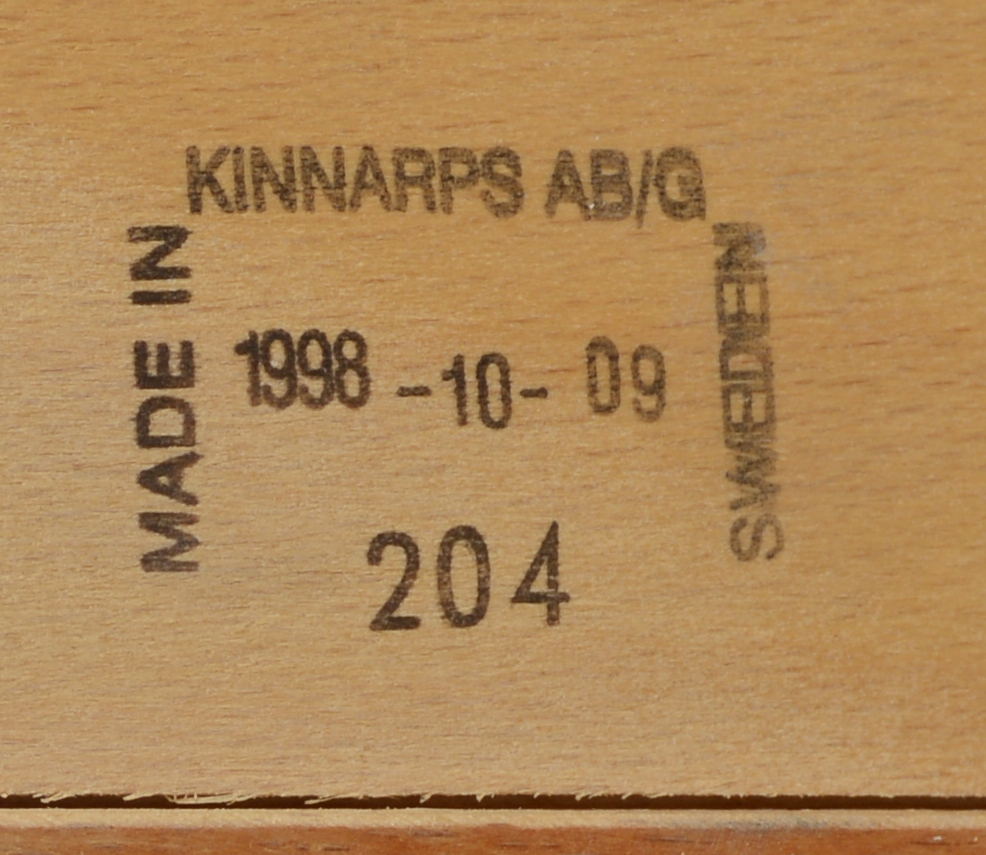 KINNARPS AB/G
MADE IN
SWEDEN
1998-10-09
204